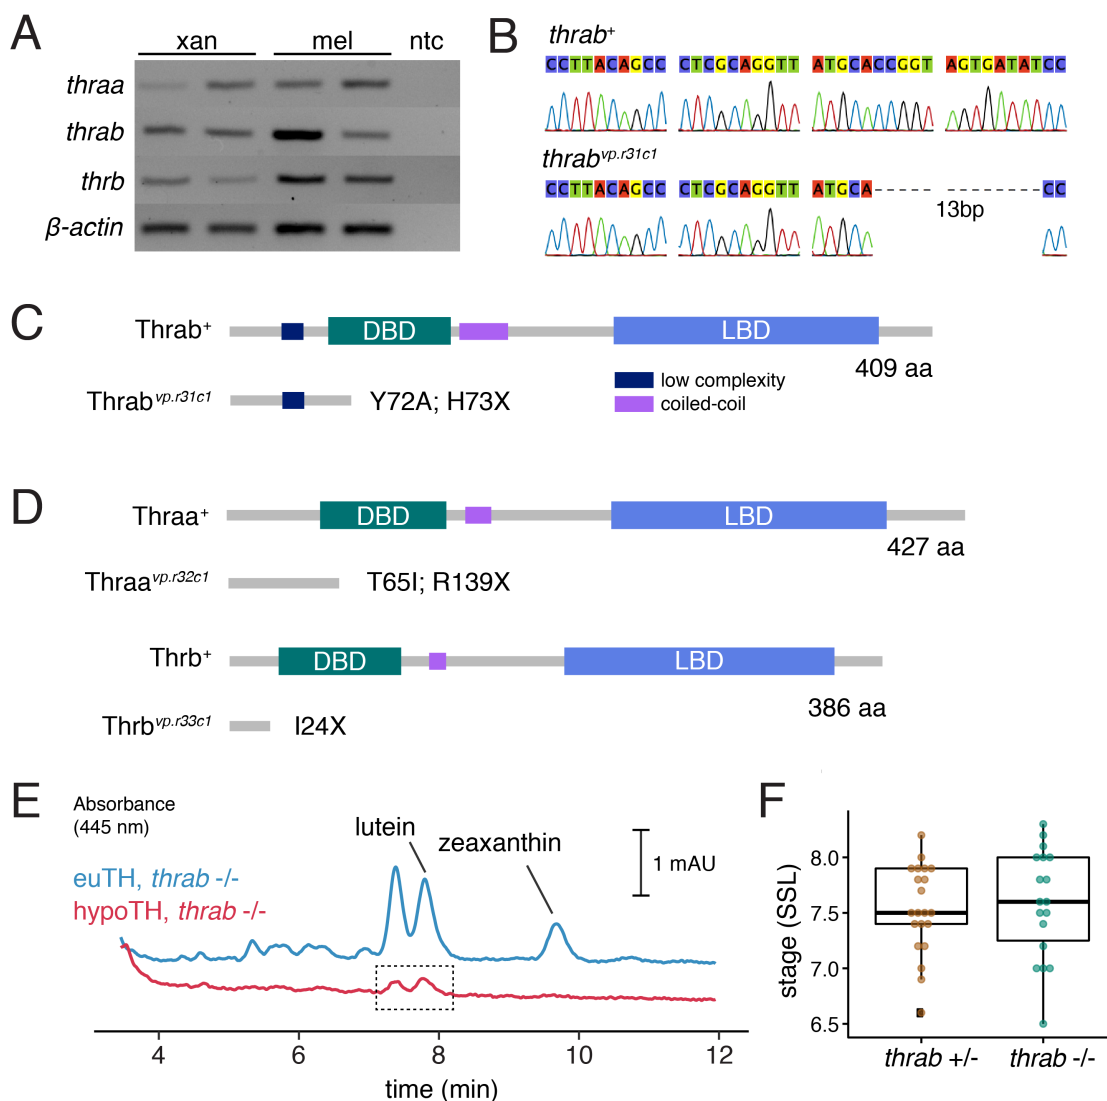 A
xan mel ntc
thraa
thrab
thrb
β-actin
B
thrab+
CCTTACAGCC CTCGCAGGTT ATGCACCGGT AGTGATATCC
thrabvp.r31c1
CCTTACAGCC CTCGCAGGTT ATGCA----- ---------- CC
13bp
C
Thrab+
DBD
LBD
409 aa
Thrabvp.r31c1
Y72A; H73X
low complexity
coiled-coil
D
Thraa+
DBD
LBD
427 aa
Thraavp.r32c1
T65I; R139X
Thrb+
DBD
LBD
386 aa
Thrbvp.r33c1
I24X
E
Absorbance
(445 nm)
euTH, thrab -/-
hypoTH, thrab -/-
lutein
zeaxanthin
1 mAU
4 6 8 10 12
time (min)
F
stage (SSL)
8.0
7.5
7.0
6.5
thrab +/- thrab -/-